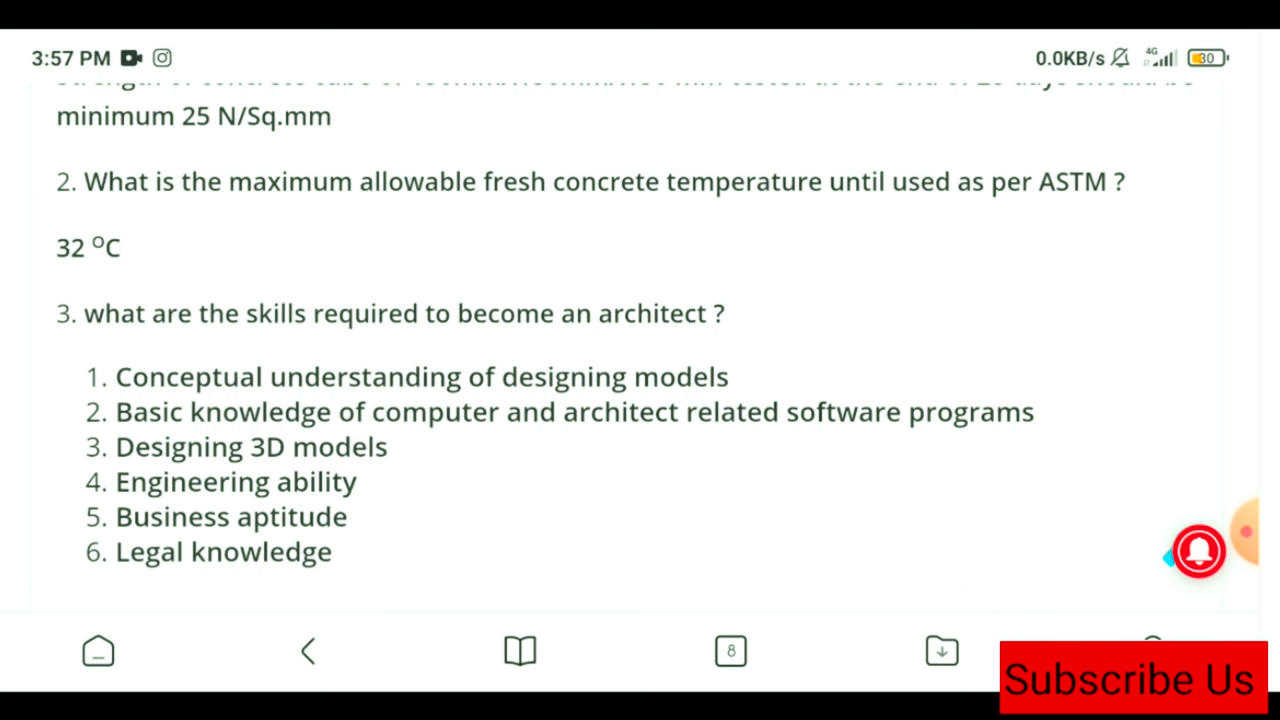 3:57 PM
0.0KB/s 4G 30
minimum 25 N/Sq.mm
2. What is the maximum allowable fresh concrete temperature until used as per ASTM ?
32 ᴼC
3. what are the skills required to become an architect ?
1. Conceptual understanding of designing models
2. Basic knowledge of computer and architect related software programs
3. Designing 3D models
4. Engineering ability
5. Business aptitude
6. Legal knowledge
8
Subscribe Us